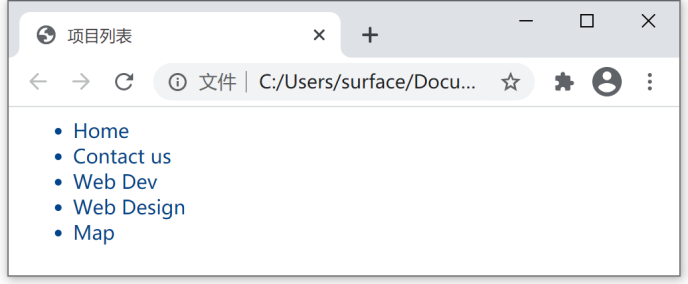 项目列表
文件 C:/Users/surface/Docu...
Home
Contact us
Web Dev
Web Design
Map